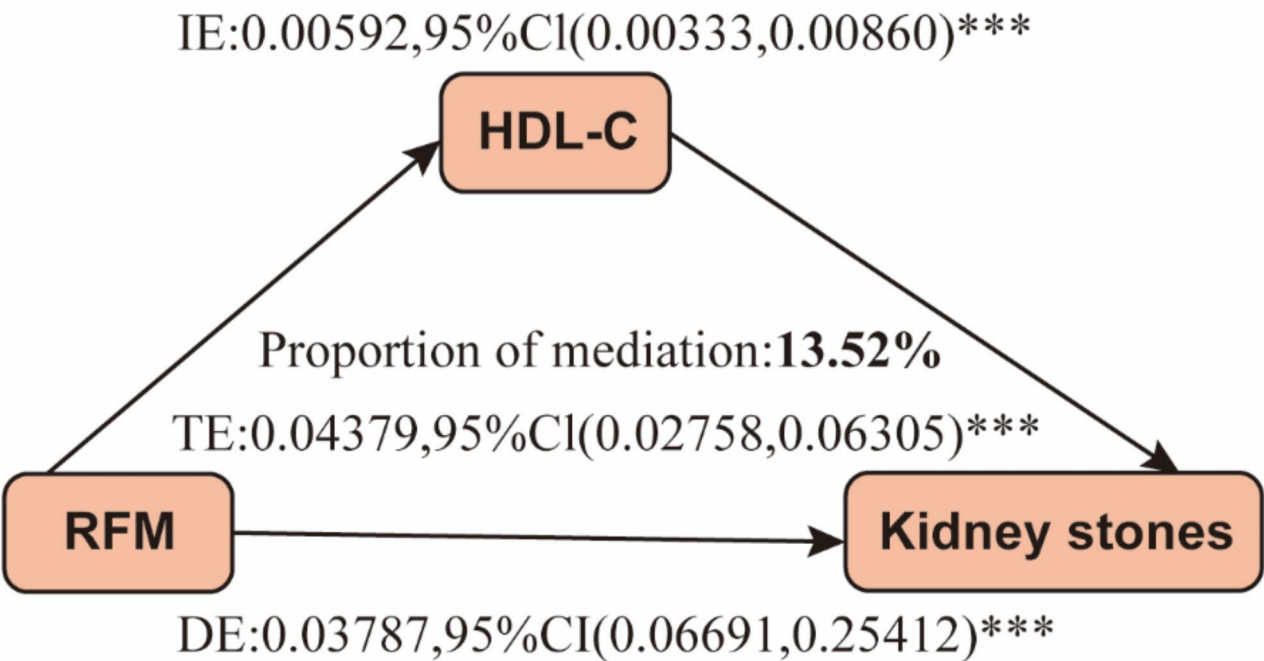 IE:0.00592,95%Cl(0.00333,0.00860)***
HDL-C
Proportion of mediation:13.52%
TE:0.04379,95%Cl(0.02758,0.06305)***
RFM
Kidney stones
DE:0.03787,95%CI(0.06691,0.25412)***